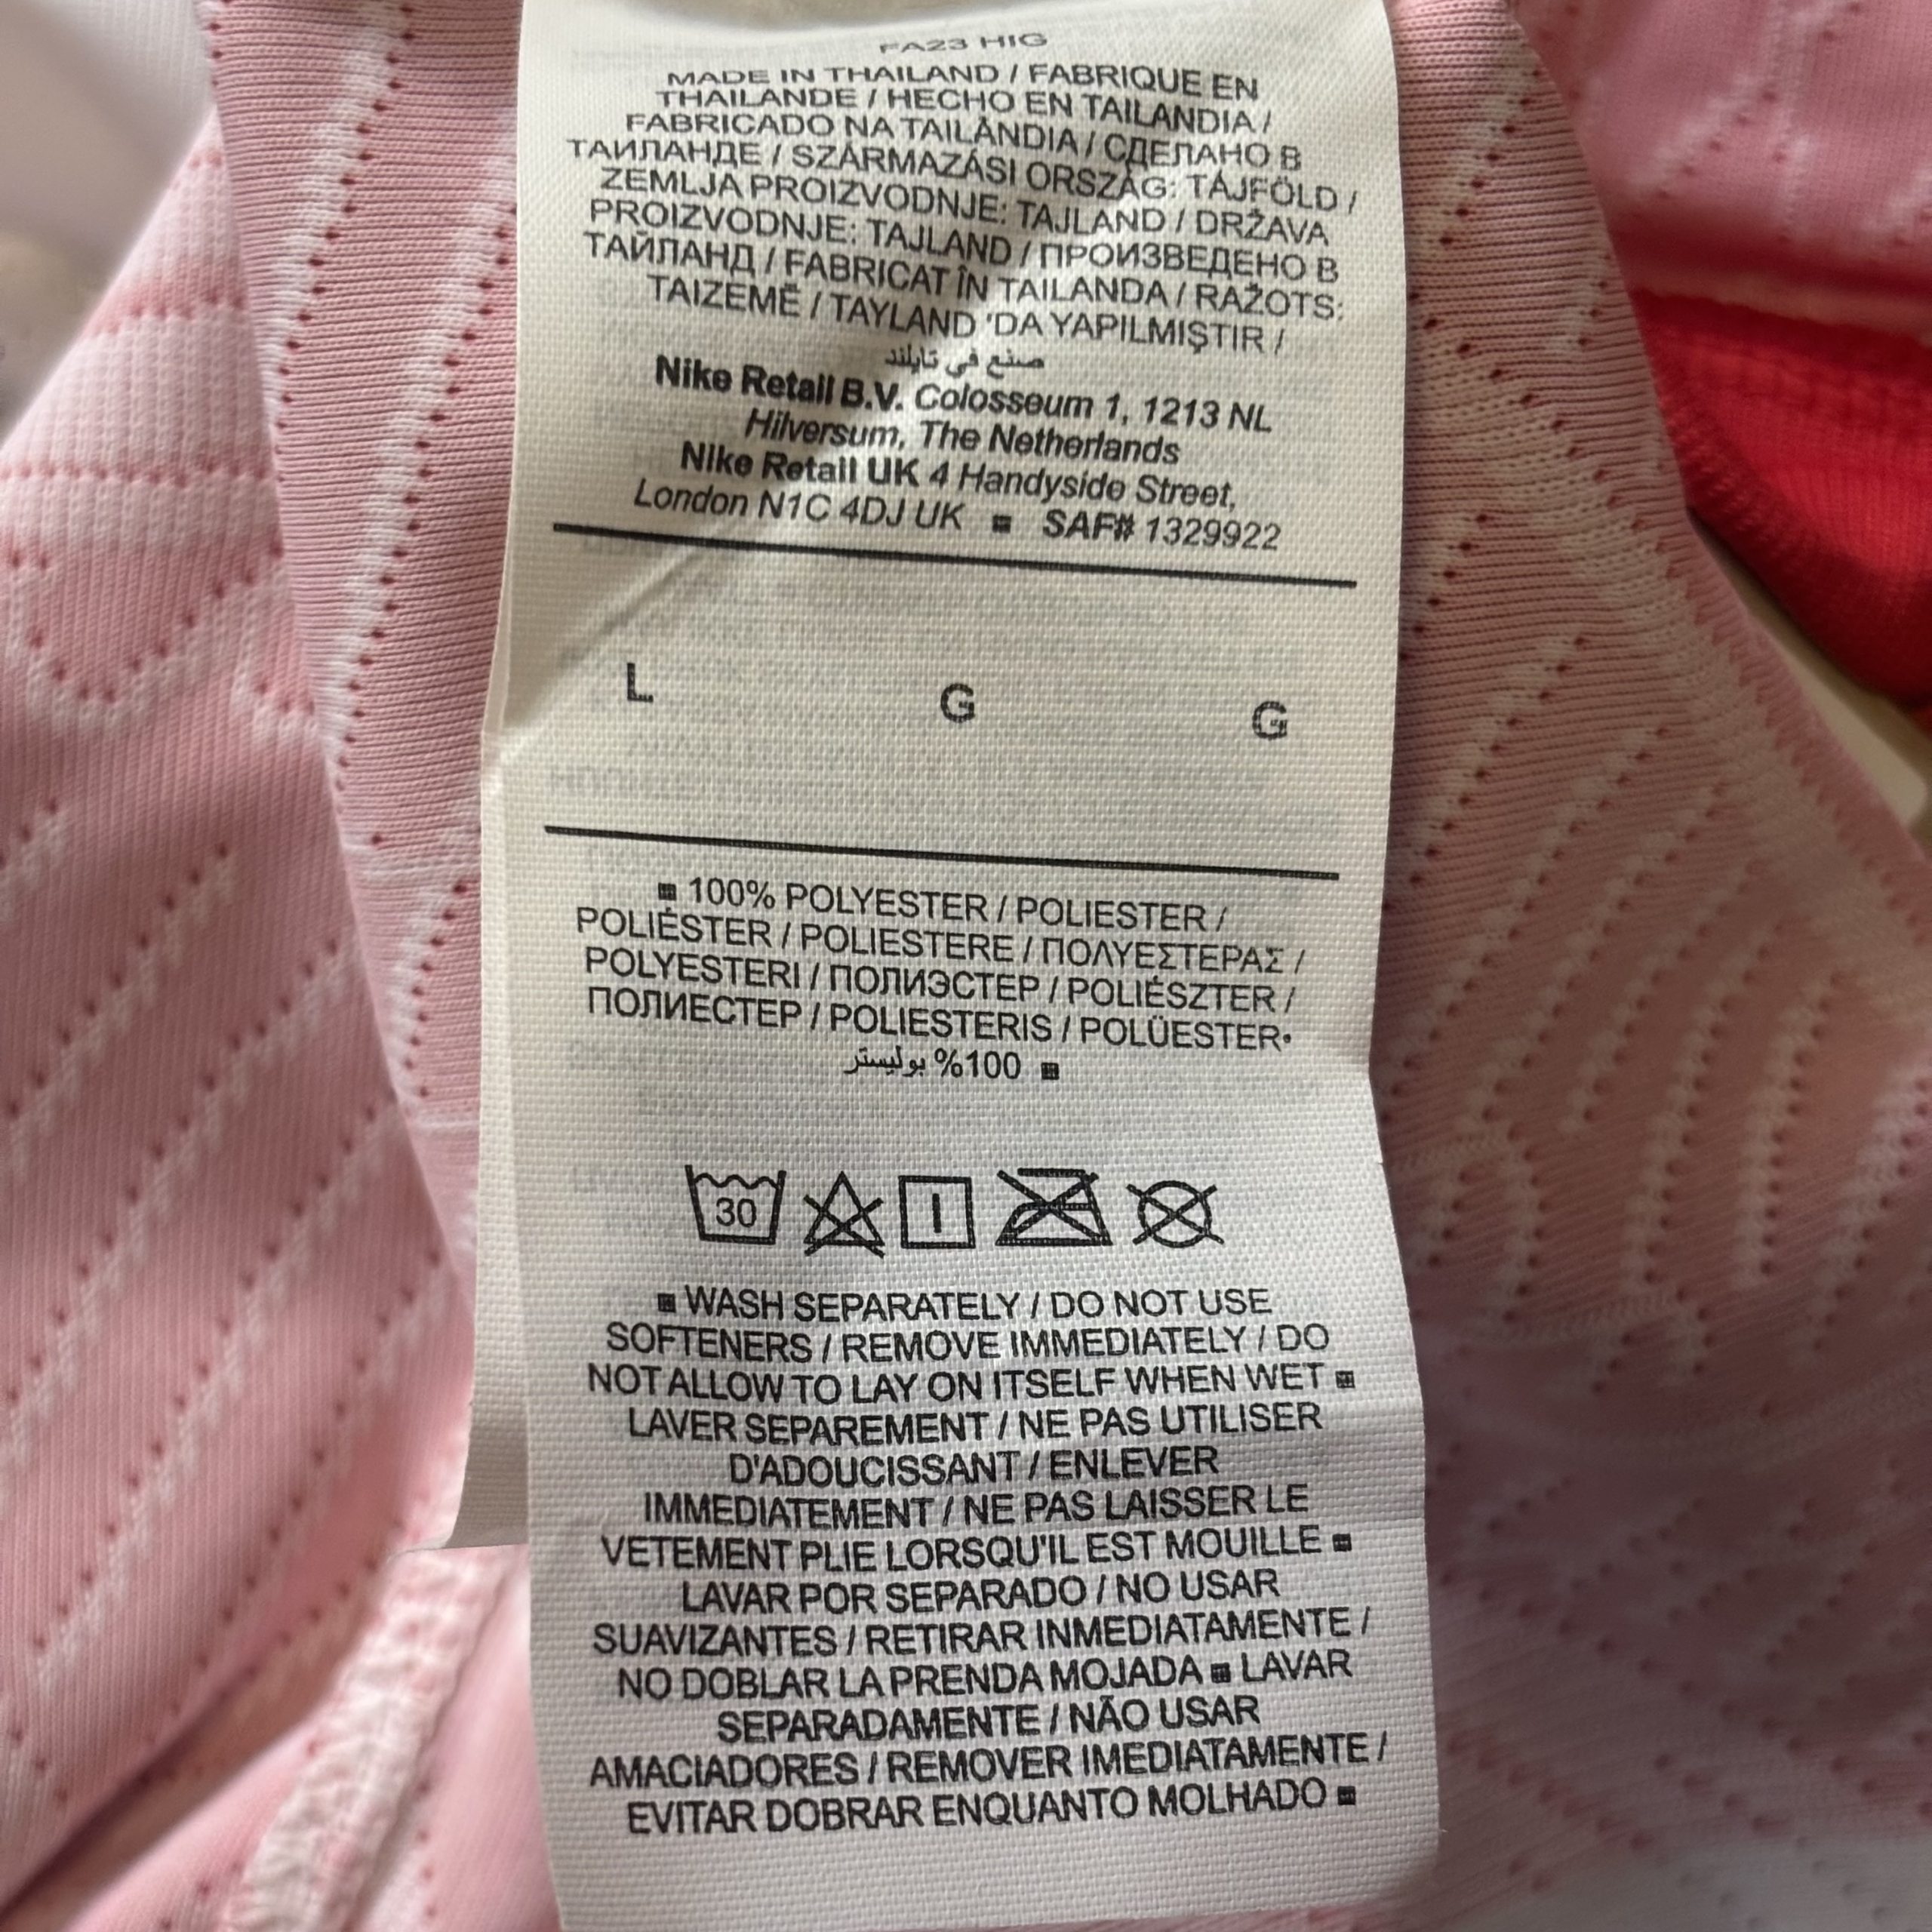 FA23 HIG
MADE IN THAILAND / FABRIQUE EN
THAILANDE / HECHO EN TAILANDIA /
FABRICADO NA TAILÂNDIA / СДЕЛАНО В
ТАИЛАНДЕ / SZÁRMAZÁSI ORSZÁG: TÁJFÖLD /
ZEMLJA PROIZVODNJE: TAJLAND / DRŽAVA
PROIZVODNJE: TAJLAND / ПРОИЗВЕДЕНО В
ТАЙЛАНД / FABRICAT ÎN TAILANDA / RAŽOTS:
TAIZEMĒ / TAYLAND 'DA YAPILMIŞTIR /
صنع في تايلند
Nike Retail B.V. Colosseum 1, 1213 NL
Hilversum, The Netherlands
Nike Retail UK 4 Handyside Street,
London N1C 4DJ UK ■ SAF# 1329922
L G G
■ 100% POLYESTER / POLIESTER /
POLIÉSTER / POLIESTERE / ΠΟΛΥΕΣΤΕΡΑΣ /
POLYESTERI / ПОЛИЭСТЕР / POLIÉSZTER /
ПОЛИЕСТЕР / POLIESTERIS / POLÜESTER•
100% بوليستر ■
30
■ WASH SEPARATELY / DO NOT USE
SOFTENERS / REMOVE IMMEDIATELY / DO
NOT ALLOW TO LAY ON ITSELF WHEN WET ■
LAVER SEPAREMENT / NE PAS UTILISER
D'ADOUCISSANT / ENLEVER
IMMEDIATEMENT / NE PAS LAISSER LE
VETEMENT PLIE LORSQU'IL EST MOUILLE ■
LAVAR POR SEPARADO / NO USAR
SUAVIZANTES / RETIRAR INMEDIATAMENTE /
NO DOBLAR LA PRENDA MOJADA ■ LAVAR
SEPARADAMENTE / NÃO USAR
AMACIADORES / REMOVER IMEDIATAMENTE /
EVITAR DOBRAR ENQUANTO MOLHADO ■